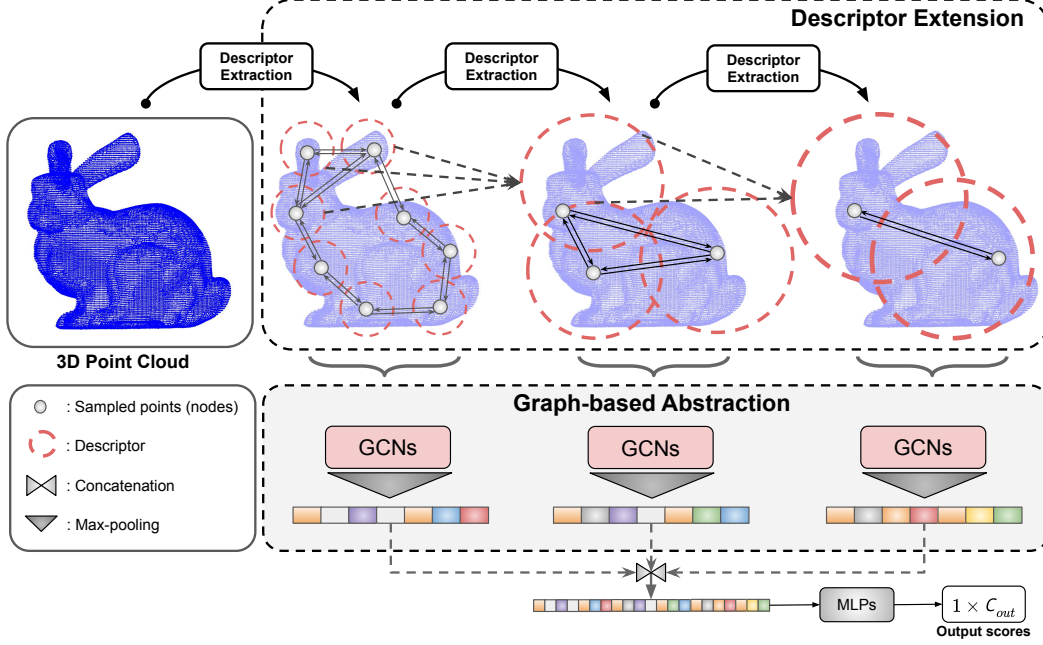 Descriptor Extension
Descriptor
Extraction
Descriptor
Extraction
Descriptor
Extraction
3D Point Cloud
: Sampled points (nodes)
: Descriptor
: Concatenation
: Max-pooling
Graph-based Abstraction
GCNs
GCNs
GCNs
MLPs
1 × C_out
Output scores